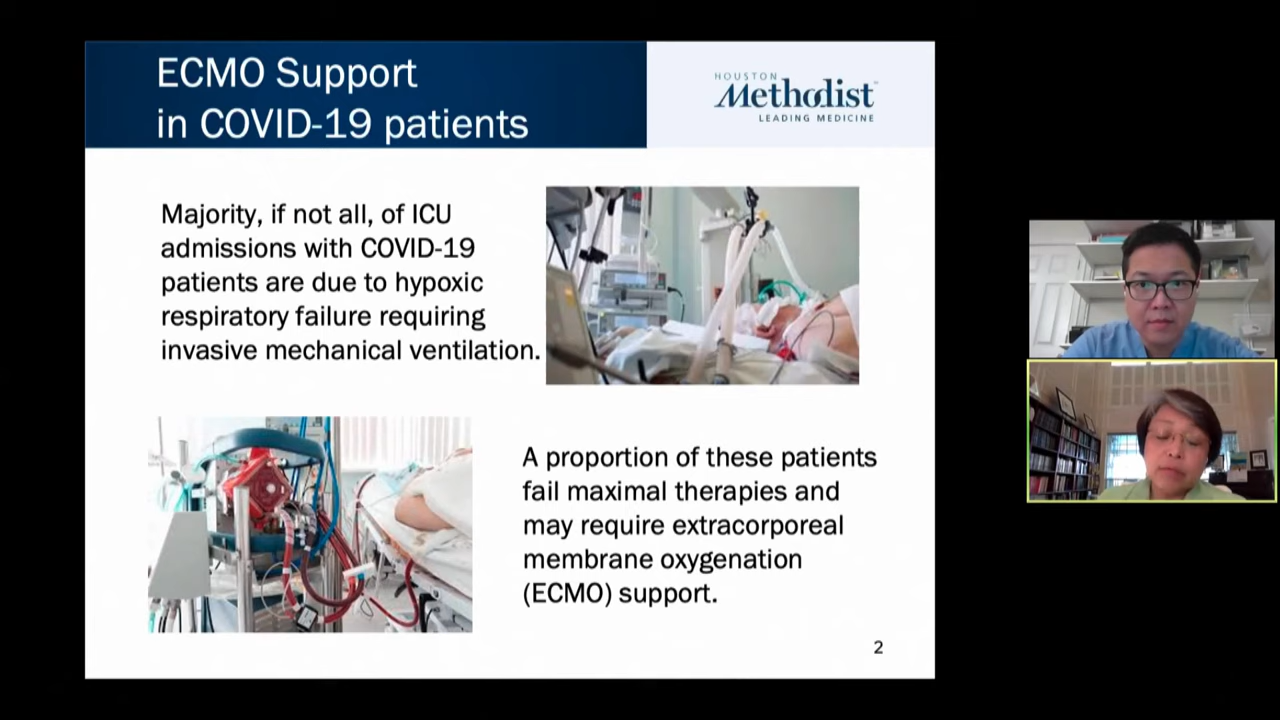 ECMO Support
in COVID-19 patients
HOUSTON
Methodist
LEADING MEDICINE
Majority, if not all, of ICU
admissions with COVID-19
patients are due to hypoxic
respiratory failure requiring
invasive mechanical ventilation.
A proportion of these patients
fail maximal therapies and
may require extracorporeal
membrane oxygenation
(ECMO) support.
2